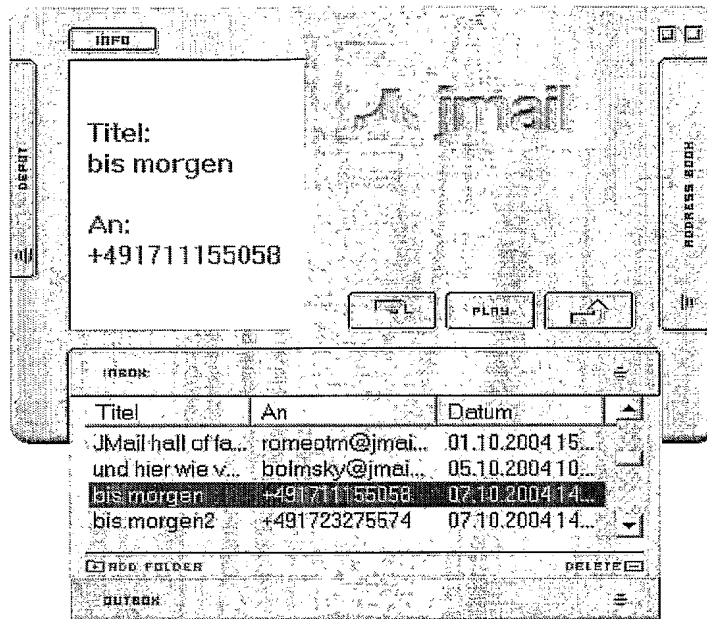 INFO
jmail
Titel:
bis morgen
An:
+491711155058
DEPOT
ADDRESS BOOK
PLAY
INBOX
Titel An Datum
JMail hall of fa... romeotm@jmai... 01.10.2004 15...
und hier wie v... bolmsky@jmai... 05.10.2004 10...
bis morgen +491711155058 07.10.2004 14...
bis morgen2 +491723275574 07.10.2004 14...
ADD FOLDER DELETE
OUTBOX